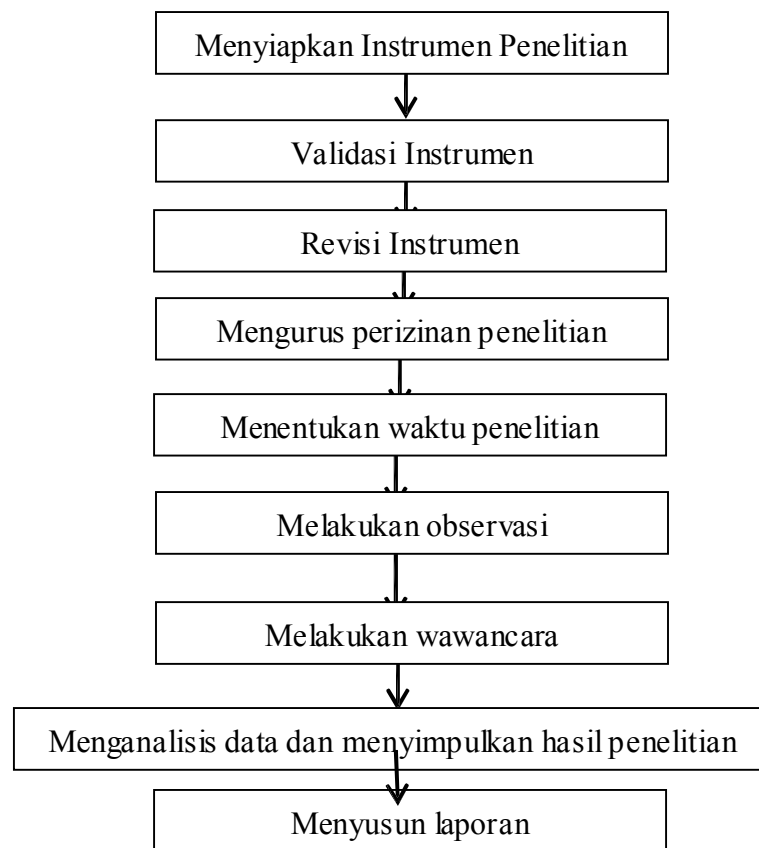 Menyiapkan Instrumen Penelitian
Validasi Instrumen
Revisi Instrumen
Mengurus perizinan penelitian
Menentukan waktu penelitian
Melakukan observasi
Melakukan wawancara
Menganalisis data dan menyimpulkan hasil penelitian
Menyusun laporan